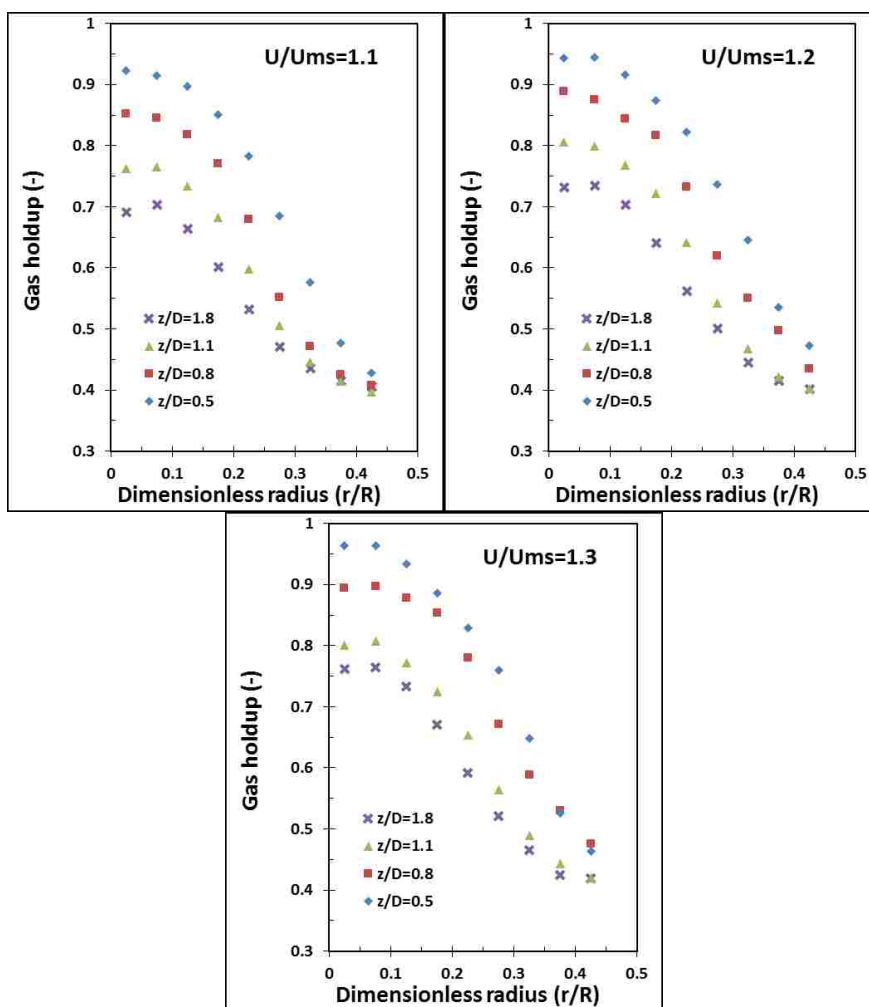 U/Ums=1.1
1
0.9
0.8
0.7
0.6
0.5
0.4
0.3
Gas holdup (-)
z/D=1.8
z/D=1.1
z/D=0.8
z/D=0.5
0 0.1 0.2 0.3 0.4 0.5
Dimensionless radius (r/R)
U/Ums=1.2
1
0.9
0.8
0.7
0.6
0.5
0.4
0.3
Gas holdup (-)
z/D=1.8
z/D=1.1
z/D=0.8
z/D=0.5
0 0.1 0.2 0.3 0.4 0.5
Dimensionless radius (r/R)
U/Ums=1.3
1
0.9
0.8
0.7
0.6
0.5
0.4
0.3
Gas holdup (-)
z/D=1.8
z/D=1.1
z/D=0.8
z/D=0.5
0 0.1 0.2 0.3 0.4 0.5
Dimensionless radius (r/R)